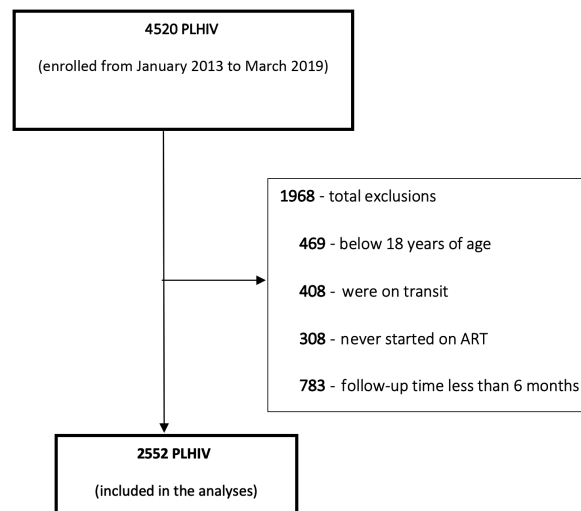 4520 PLHIV
(enrolled from January 2013 to March 2019)
1968 - total exclusions
469 - below 18 years of age
408 - were on transit
308 - never started on ART
783 - follow-up time less than 6 months
2552 PLHIV
(included in the analyses)